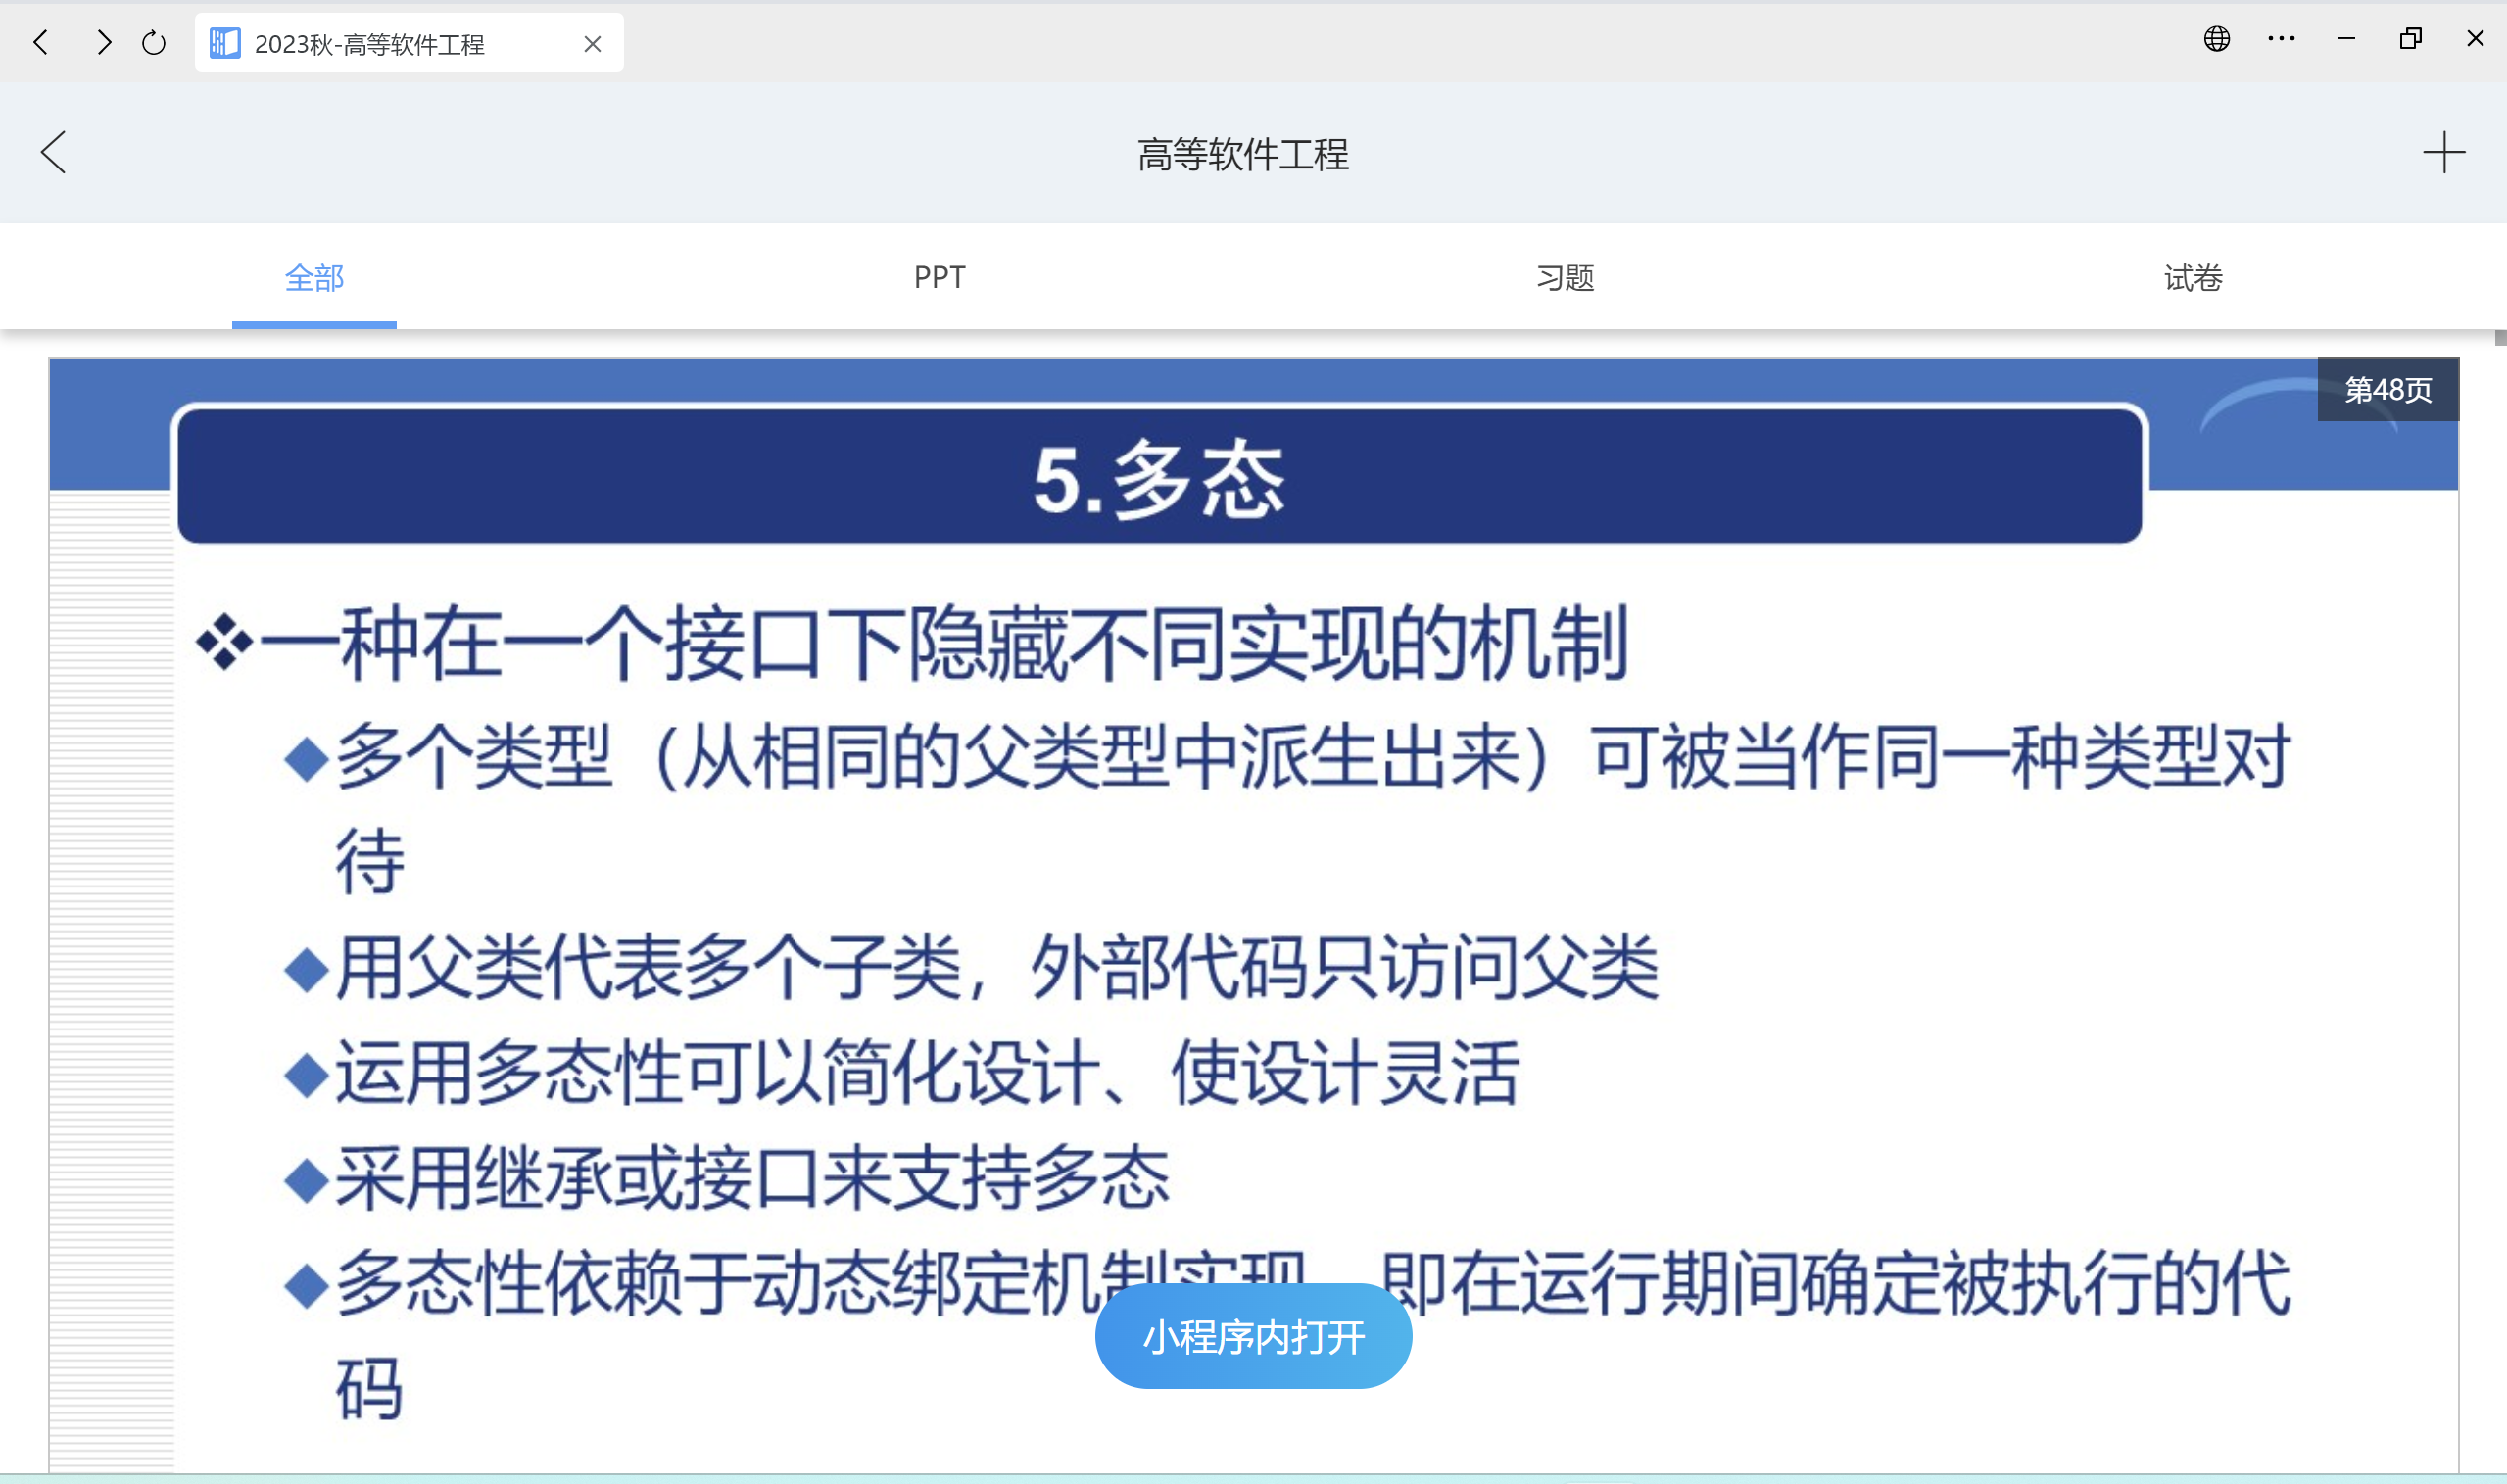 2023秋-高等软件工程
高等软件工程
全部
PPT
习题
试卷
第48页
5.多态
一种在一个接口下隐藏不同实现的机制
多个类型（从相同的父类型中派生出来）可被当作同一种类型对
待
用父类代表多个子类，外部代码只访问父类
运用多态性可以简化设计、使设计灵活
采用继承或接口来支持多态
多态性依赖于动态绑定机制实现 即在运行期间确定被执行的代
码
小程序内打开